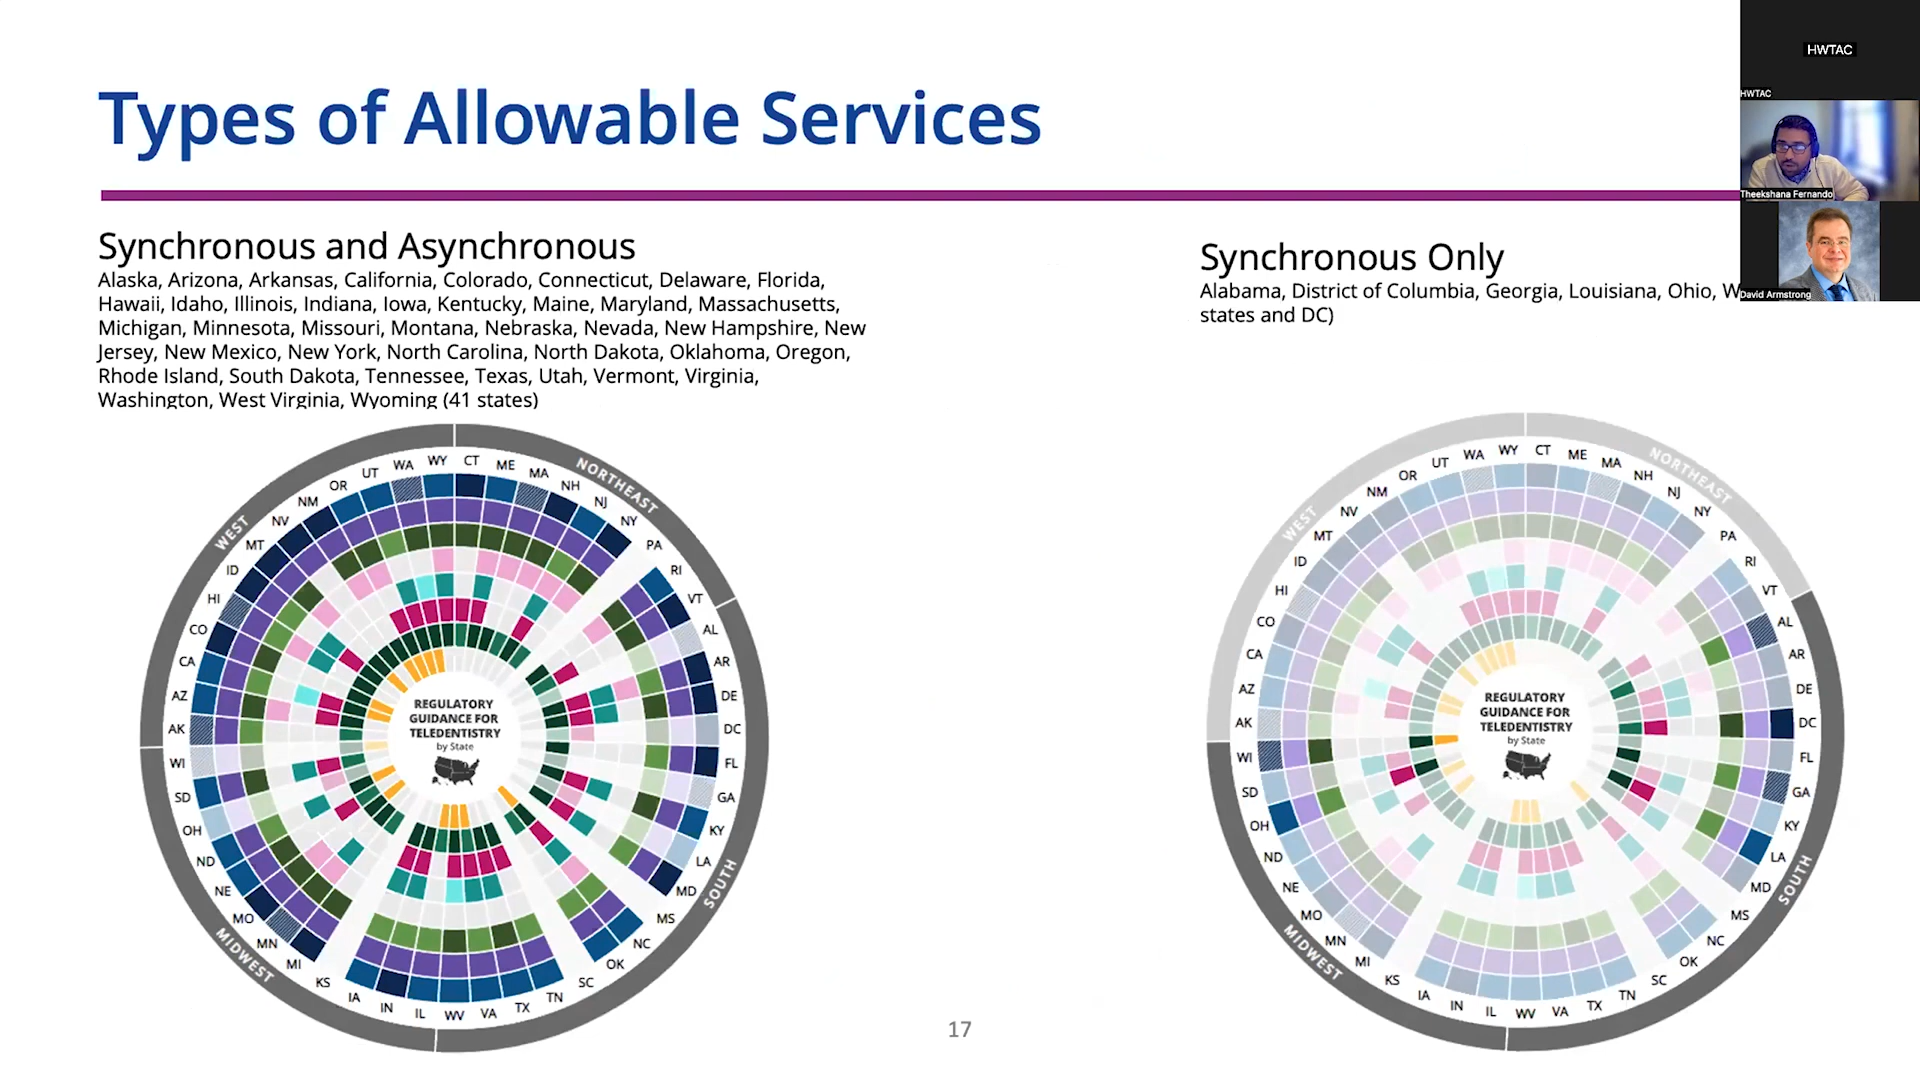 Types of Allowable Services
Synchronous and Asynchronous
Alaska, Arizona, Arkansas, California, Colorado, Connecticut, Delaware, Florida,
Hawaii, Idaho, Illinois, Indiana, Iowa, Kentucky, Maine, Maryland, Massachusetts,
Michigan, Minnesota, Missouri, Montana, Nebraska, Nevada, New Hampshire, New
Jersey, New Mexico, New York, North Carolina, North Dakota, Oklahoma, Oregon,
Rhode Island, South Dakota, Tennessee, Texas, Utah, Vermont, Virginia,
Washington, West Virginia, Wyoming (41 states)
WEST
NORTHEAST
SOUTH
MIDWEST
CT
ME
MA
NH
NJ
NY
PA
RI
VT
AL
AR
DE
DC
FL
GA
KY
LA
MD
MS
NC
OK
SC
TN
TX
VA
WV
IL
IN
IA
KS
MI
MN
MO
NE
ND
OH
SD
WI
AK
AZ
CA
CO
HI
ID
MT
NV
NM
OR
UT
WA
WY
REGULATORY
GUIDANCE FOR
TELEDENTISTRY
by State
Synchronous Only
Alabama, District of Columbia, Georgia, Louisiana, Ohio, W
states and DC)
WEST
NORTHEAST
SOUTH
MIDWEST
CT
ME
MA
NH
NJ
NY
PA
RI
VT
AL
AR
DE
DC
FL
GA
KY
LA
MD
MS
NC
OK
SC
TN
TX
VA
WV
IL
IN
IA
KS
MI
MN
MO
NE
ND
OH
SD
WI
AK
AZ
CA
CO
HI
ID
MT
NV
NM
OR
UT
WA
WY
REGULATORY
GUIDANCE FOR
TELEDENTISTRY
by State
17
HWTAC
HWTAC
Theekshana Fernando
David Armstrong